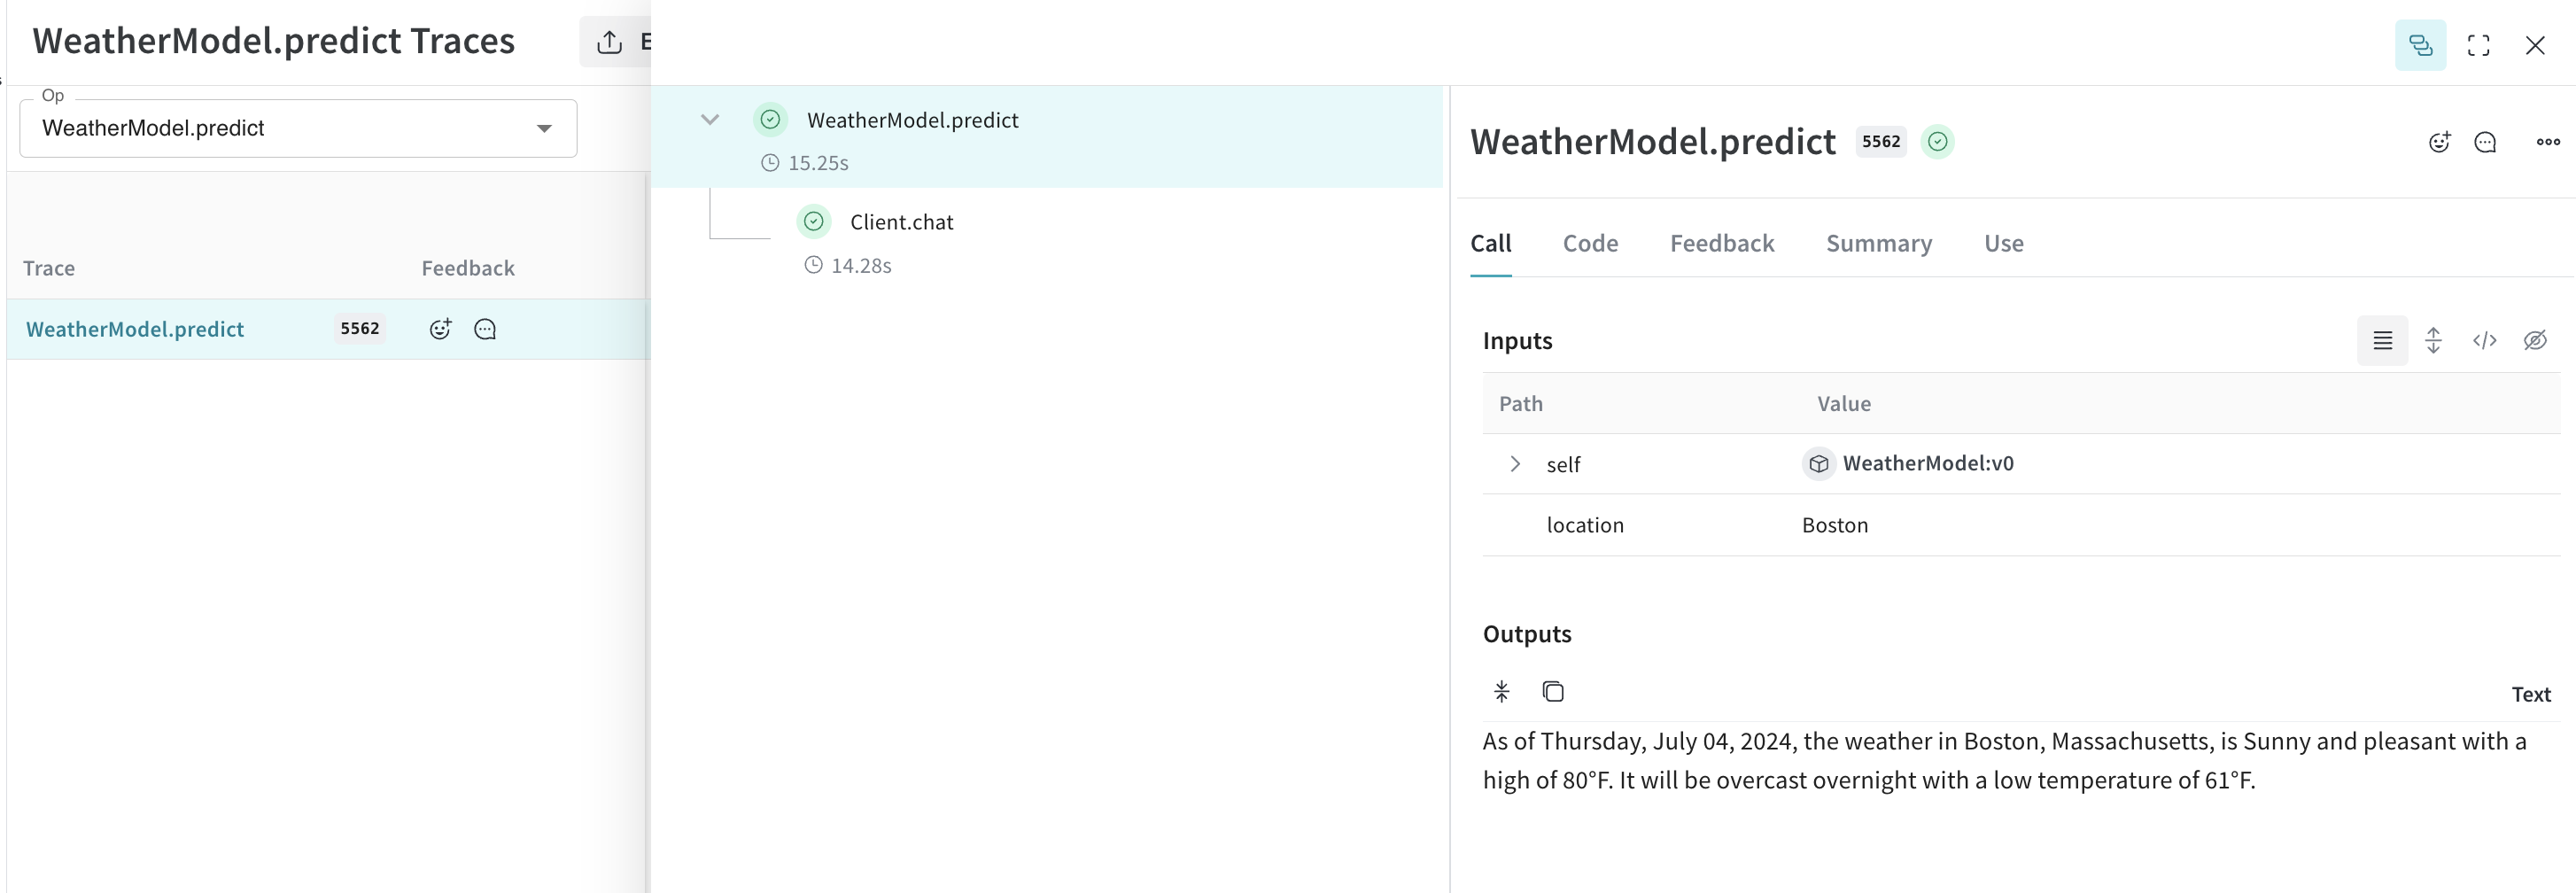 WeatherModel.predict Traces
Op
WeatherModel.predict
Trace Feedback
WeatherModel.predict 5562
WeatherModel.predict
15.25s
Client.chat
14.28s
WeatherModel.predict 5562
Call Code Feedback Summary Use
Inputs
Path Value
self WeatherModel:v0
location Boston
Outputs
Text
As of Thursday, July 04, 2024, the weather in Boston, Massachusetts, is Sunny and pleasant with a
high of 80°F. It will be overcast overnight with a low temperature of 61°F.